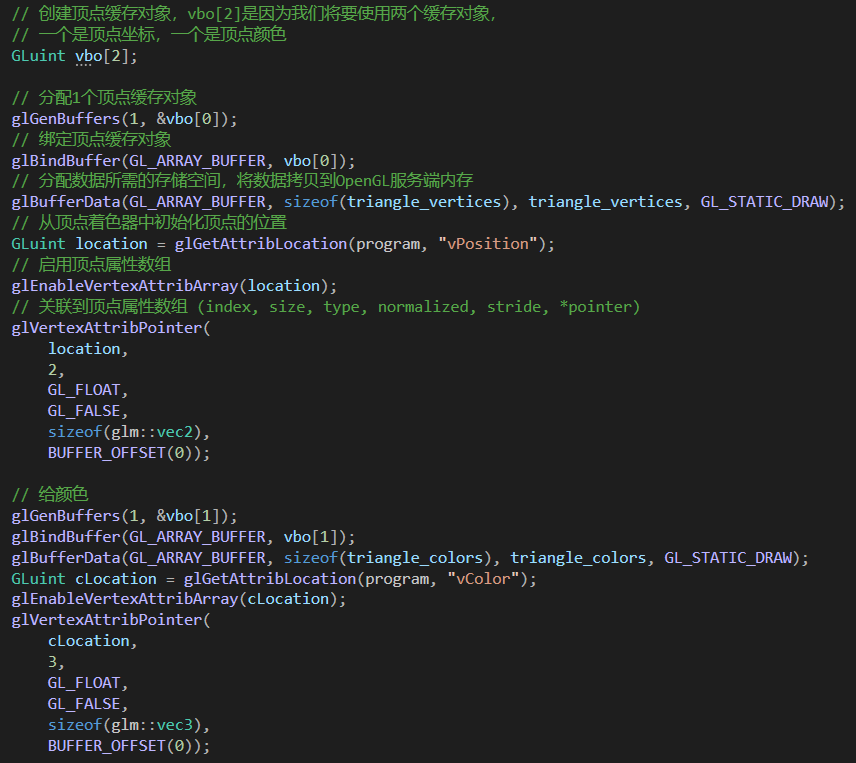 // 创建顶点缓存对象，vbo[2]是因为我们将要使用两个缓存对象，
// 一个是顶点坐标，一个是顶点颜色
GLuint vbo[2];
// 分配1个顶点缓存对象
glGenBuffers(1, &vbo[0]);
// 绑定顶点缓存对象
glBindBuffer(GL_ARRAY_BUFFER, vbo[0]);
// 分配数据所需的存储空间，将数据拷贝到OpenGL服务端内存
glBufferData(GL_ARRAY_BUFFER, sizeof(triangle_vertices), triangle_vertices, GL_STATIC_DRAW);
// 从顶点着色器中初始化顶点的位置
GLuint location = glGetAttribLocation(program, "vPosition");
// 启用顶点属性数组
glEnableVertexAttribArray(location);
// 关联到顶点属性数组 (index, size, type, normalized, stride, *pointer)
glVertexAttribPointer(
    location,
    2,
    GL_FLOAT,
    GL_FALSE,
    sizeof(glm::vec2),
    BUFFER_OFFSET(0));
// 给颜色
glGenBuffers(1, &vbo[1]);
glBindBuffer(GL_ARRAY_BUFFER, vbo[1]);
glBufferData(GL_ARRAY_BUFFER, sizeof(triangle_colors), triangle_colors, GL_STATIC_DRAW);
GLuint cLocation = glGetAttribLocation(program, "vColor");
glEnableVertexAttribArray(cLocation);
glVertexAttribPointer(
    cLocation,
    3,
    GL_FLOAT,
    GL_FALSE,
    sizeof(glm::vec3),
    BUFFER_OFFSET(0));